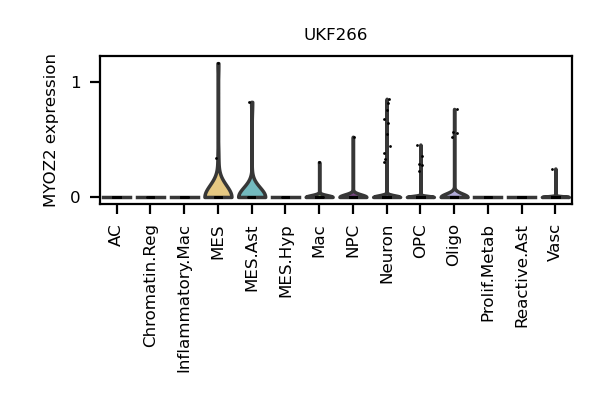 UKF266
MYOZ2 expression
1
0
AC
Chromatin.Reg
Inflammatory.Mac
MES
MES.Ast
MES.Hyp
Mac
NPC
Neuron
OPC
Oligo
Prolif.Metab
Reactive.Ast
Vasc